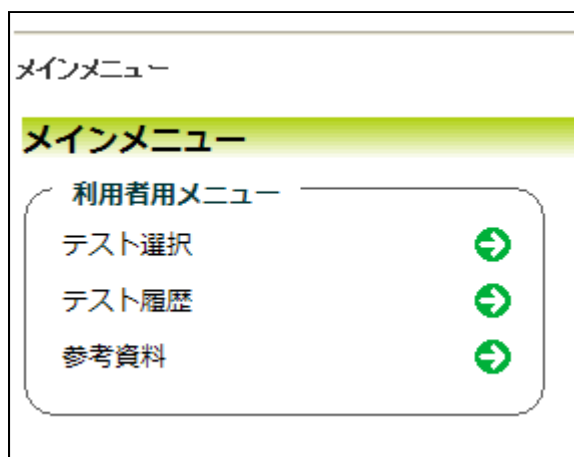 メインメニュー
メインメニュー
利用者用メニュー
テスト選択
テスト履歴
参考資料